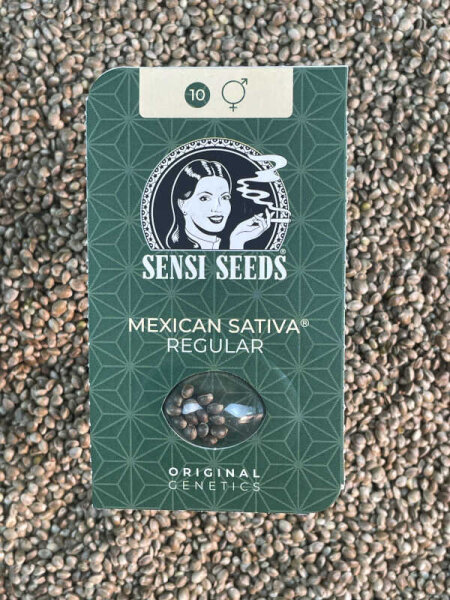 10
SENSI SEEDS®
MEXICAN SATIVA®
REGULAR
ORIGINAL
GENETICS